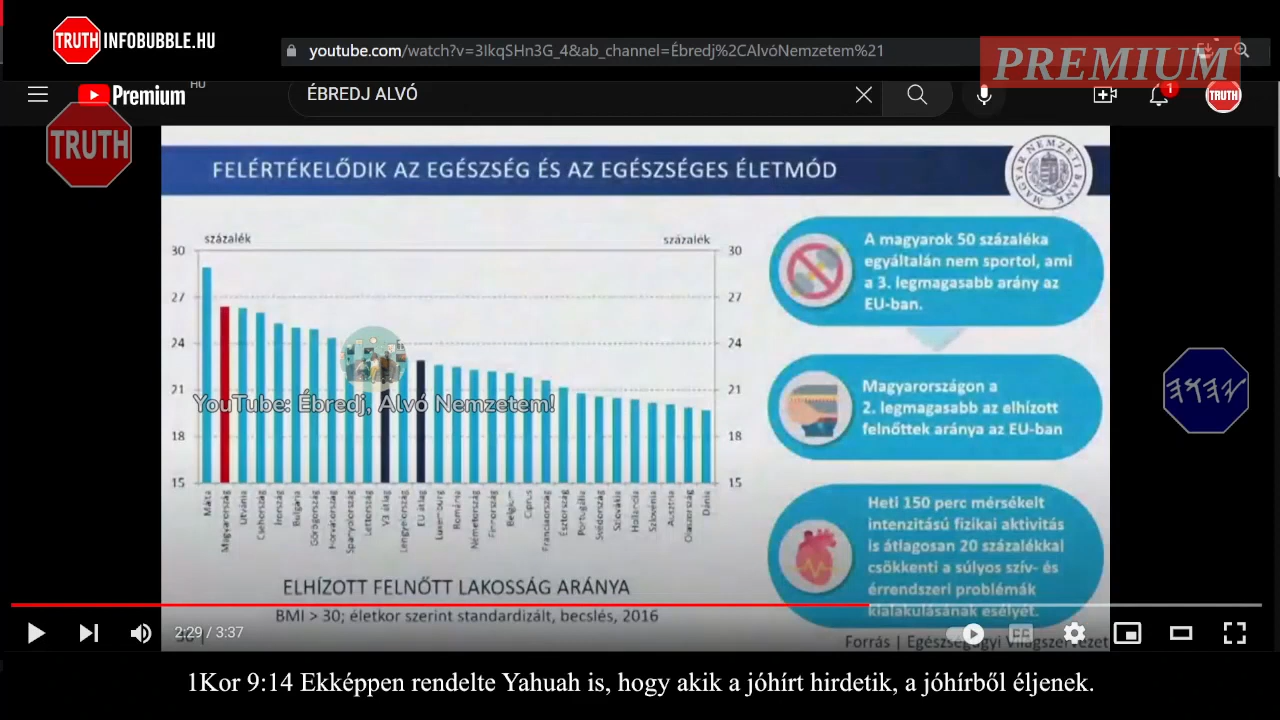 TRUTH INFOBUBBLE.HU
youtube.com/watch?v=3IkqSHn3G_4&ab_channel=Ébredj%2CAlvóNemzetem%21
PREMIUM
Premium HU
ÉBREDJ ALVÓ
1
TRUTH
TRUTH
FELÉRTÉKELŐDIK AZ EGÉSZSÉG ÉS AZ EGÉSZSÉGES ÉLETMÓD
MAGYAR NEMZETI BANK
százalék
százalék
30
27
24
21
18
15
30
27
24
21
18
15
YouTube: Ébredj, Alvó Nemzetem!
Málta
Magyarország
Litvánia
Csehország
Írország
Bulgária
Görögország
Horvátország
Spanyolország
Lettország
V3 átlag
Lengyelország
EU átlag
Luxemburg
Románia
Németország
Finnország
Belgium
Ciprus
Franciaország
Észtország
Portugália
Svédország
Szlovákia
Hollandia
Szlovénia
Ausztria
Olaszország
Dánia
ELHÍZOTT FELNŐTT LAKOSSÁG ARÁNYA
BMI > 30; életkor szerint standardizált, becslés, 2016
A magyarok 50 százaléka
egyáltalán nem sportol, ami
a 3. legmagasabb arány az
EU-ban.
Magyarországon a
2. legmagasabb az elhízott
felnőttek aránya az EU-ban
Heti 150 perc mérsékelt
intenzitású fizikai aktivitás
is átlagosan 20 százalékkal
csökkenti a súlyos szív- és
érrendszeri problémák
kialakulásának esélyét.
Forrás | Egészségügyi Világszervezet
2:29 / 3:37
𐤉𐤄𐤅𐤄
1Kor 9:14 Ekképpen rendelte Yahuah is, hogy akik a jóhírt hirdetik, a jóhírből éljenek.